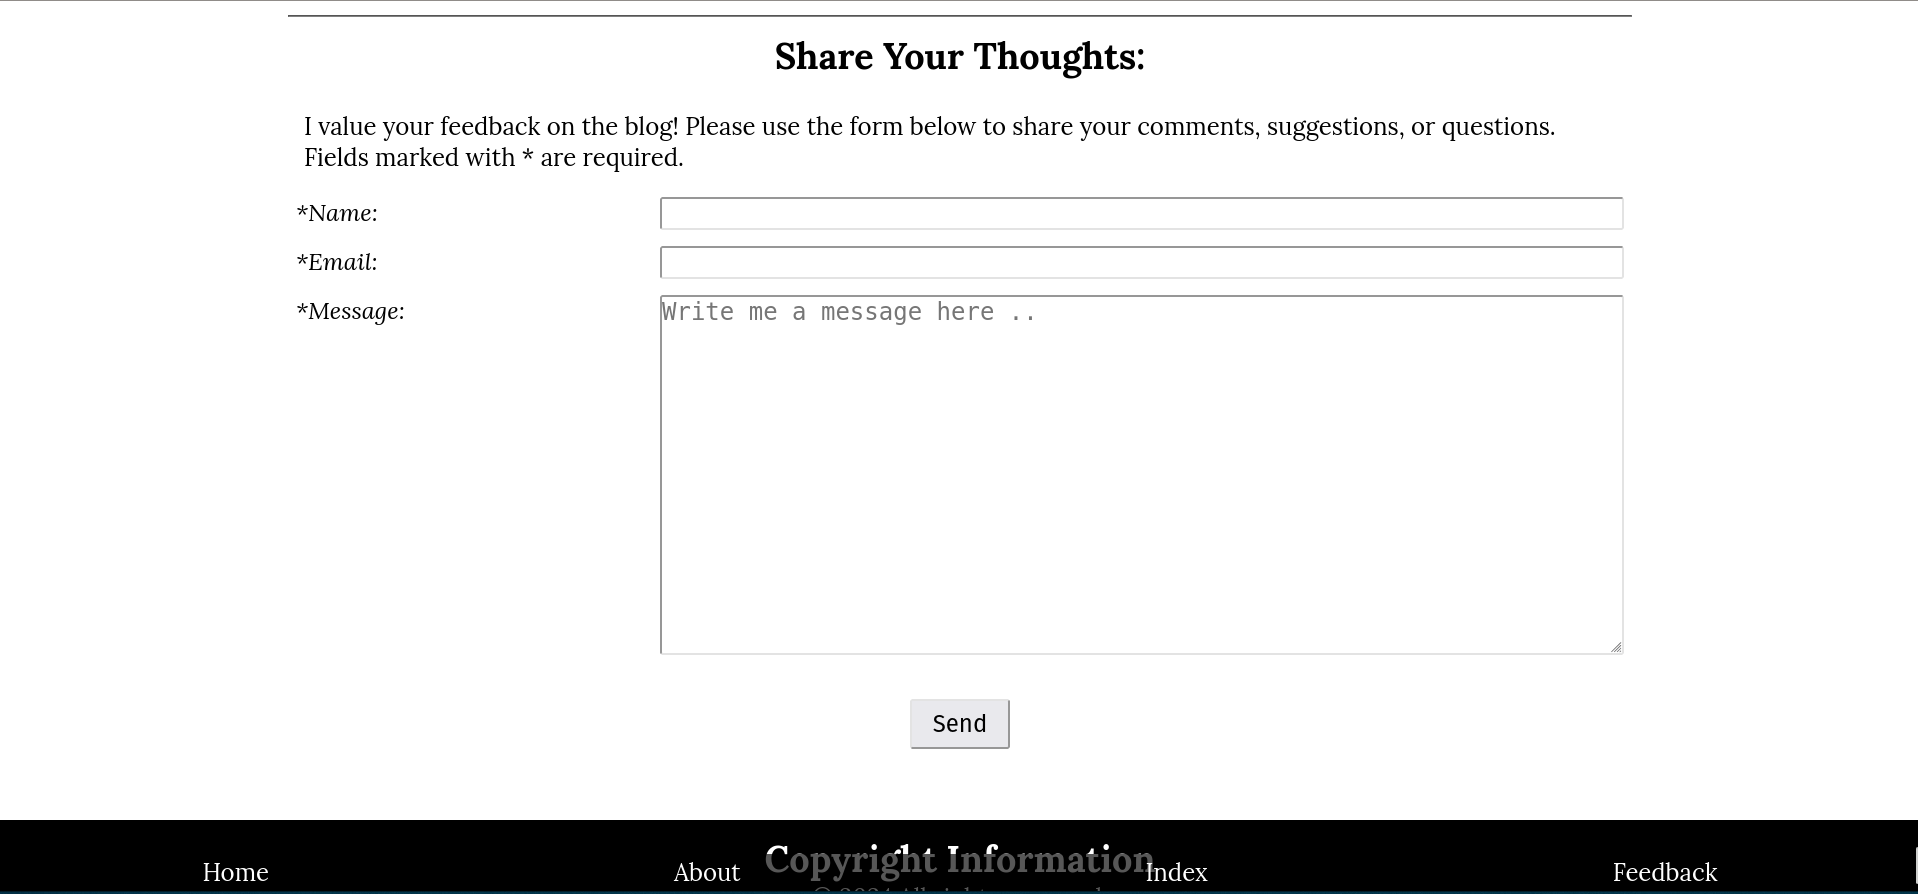 Share Your Thoughts:
I value your feedback on the blog! Please use the form below to share your comments, suggestions, or questions.
Fields marked with * are required.
*Name:
*Email:
*Message:
Write me a message here ..
Send
Copyright Information
Home About Index Feedback